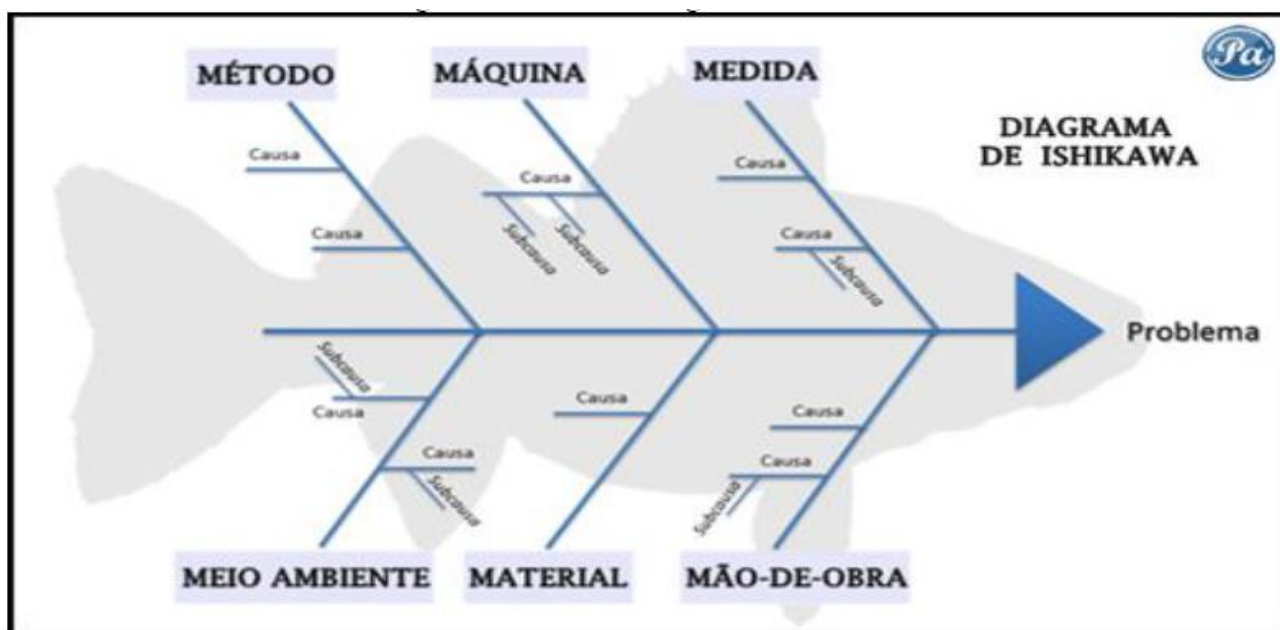 Pa
MÉTODO
MÁQUINA
MEDIDA
DIAGRAMA
DE ISHIKAWA
Causa
Causa
Causa
Subcausa
Subcausa
Causa
Causa
Subcausa
Problema
Subcausa
Causa
Causa
Subcausa
Causa
Causa
Causa
Subcausa
MEIO AMBIENTE
MATERIAL
MÃO-DE-OBRA